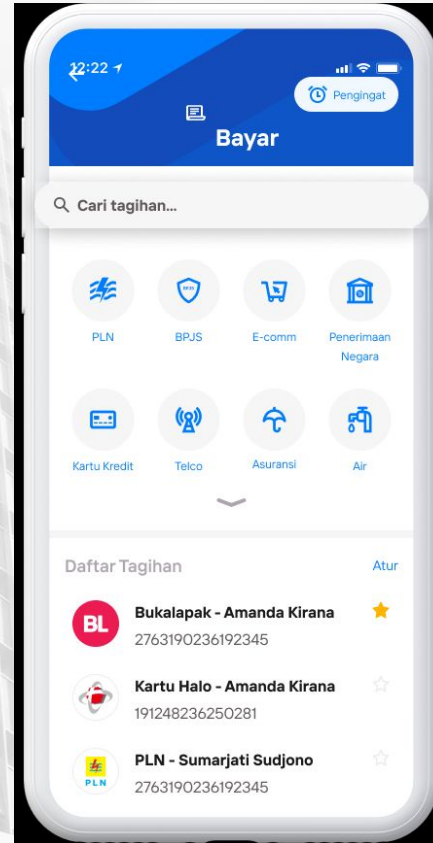 12:22
Pengingat
Bayar
Cari tagihan...
PLN
BPJS
E-comm
Penerimaan
Negara
Kartu Kredit
Telco
Asuransi
Air
Daftar Tagihan
Atur
BL
Bukalapak - Amanda Kirana
2763190236192345
Kartu Halo - Amanda Kirana
191248236250281
PLN
PLN - Sumarjati Sudjono
2763190236192345